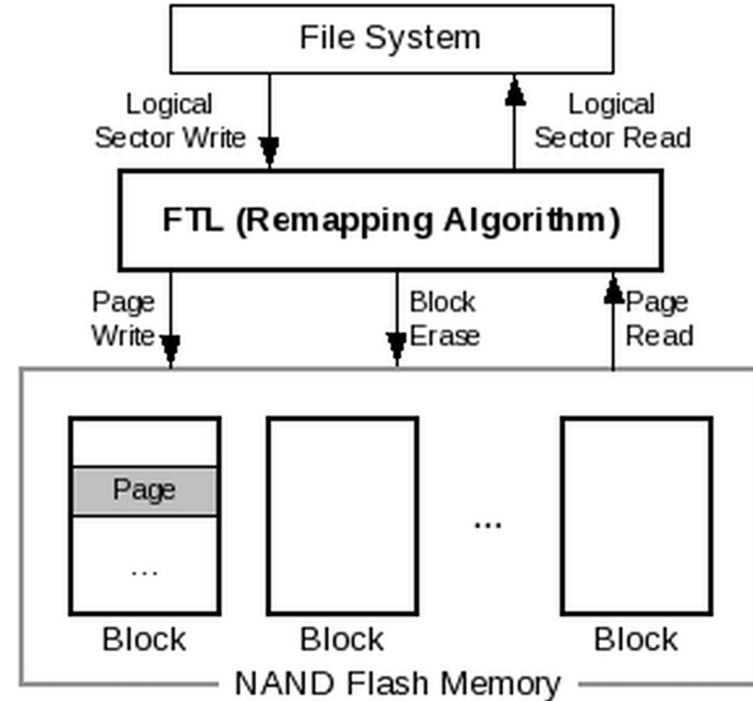 File System
Logical
Sector Write
Logical
Sector Read
FTL (Remapping Algorithm)
Page
Write
Block
Erase
Page
Read
Page
...
...
Block
Block
Block
NAND Flash Memory